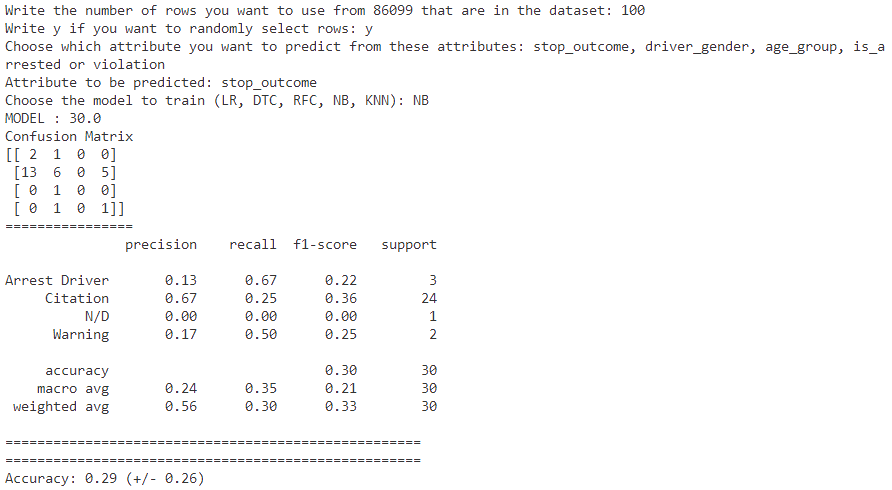 Write the number of rows you want to use from 86099 that are in the dataset: 100
Write y if you want to randomly select rows: y
Choose which attribute you want to predict from these attributes: stop_outcome, driver_gender, age_group, is_a
rrested or violation
Attribute to be predicted: stop_outcome
Choose the model to train (LR, DTC, RFC, NB, KNN): NB
MODEL : 30.0
Confusion Matrix
[[ 2  1  0  0]
 [13  6  0  5]
 [ 0  1  0  0]
 [ 0  1  0  1]]
================
               precision    recall  f1-score   support

Arrest Driver       0.13      0.67      0.22         3
     Citation       0.67      0.25      0.36        24
          N/D       0.00      0.00      0.00         1
      Warning       0.17      0.50      0.25         2

     accuracy                           0.30        30
    macro avg       0.24      0.35      0.21        30
 weighted avg       0.56      0.30      0.33        30

====================================================
====================================================
Accuracy: 0.29 (+/- 0.26)